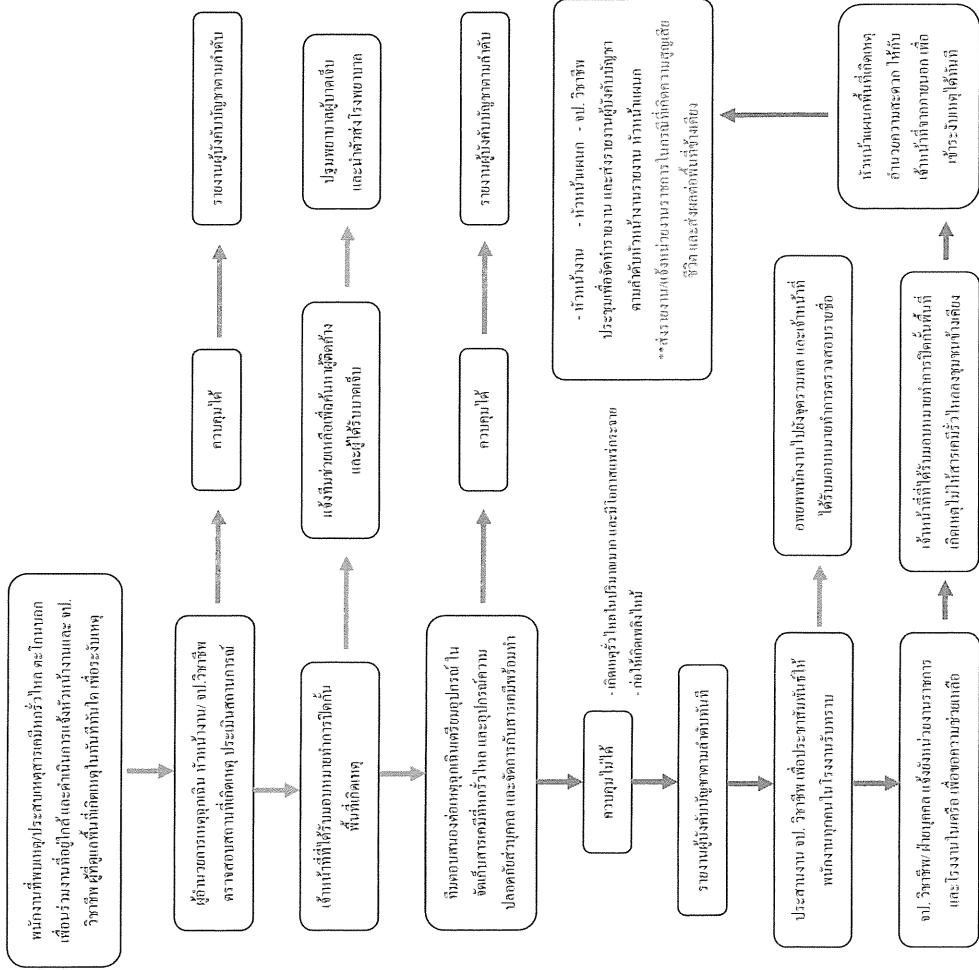 พนักงานที่พบเหตุ/ประสบเหตุสารเคมีหกรั่วไหล ตะโกนบอก
เพื่อนร่วมงานที่อยู่ใกล้ และดำเนินการแจ้งหัวหน้างานและ จป.
วิชาชีพ ผู้ที่ดูแลพื้นที่เกิดเหตุในทันทีทันใด เพื่อระงับเหตุ
ผู้อำนวยการเหตุฉุกเฉิน หัวหน้างาน/ จป.วิชาชีพ
ตรวจสอบสถานที่เกิดเหตุ ประเมินสถานการณ์
ควบคุมได้
รายงานผู้บังคับบัญชาตามลำดับ
เจ้าหน้าที่ที่ได้รับมอบหมายทำการปิดกั้น
พื้นที่เกิดเหตุ
แจ้งทีมช่วยเหลือเพื่อค้นหาผู้ติดค้าง
และผู้ได้รับบาดเจ็บ
ปฐมพยาบาลผู้บาดเจ็บ
และนำตัวส่งโรงพยาบาล
ทีมตอบสนองต่อเหตุฉุกเฉินเตรียมอุปกรณ์ ใน
จัดเก็บสารเคมีที่หกรั่วไหล และอุปกรณ์ความ
ปลอดภัยส่วนบุคคล และจัดการกับสารเคมีพร้อมทำ
ควบคุมได้
รายงานผู้บังคับบัญชาตามลำดับ
ควบคุมไม่ได้
- เกิดเหตุรั่วไหลในปริมาณมาก และมีโอกาสแพร่กระจาย
- ก่อให้เกิดเพลิงไหม้
รายงานผู้บังคับบัญชาตามลำดับทันที
ประสานงาน จป. วิชาชีพ เพื่อประชาสัมพันธ์ให้
พนักงานทุกคนในโรงงานรับทราบ
อพยพพนักงานไปยังจุดรวมพล และเจ้าหน้าที่
ได้รับมอบหมายทำการตรวจสอบรายชื่อ
จป. วิชาชีพ/ ฝ่ายบุคคล แจ้งยังหน่วยงานราชการ
และโรงงานในเครือ เพื่อขอความช่วยเหลือ
เจ้าหน้าที่ที่ได้รับมอบหมายทำการปิดกั้นพื้นที่
เกิดเหตุไม่ให้สารเคมีรั่วไหลลงชุมชนข้างเคียง
หัวหน้าแผนกพื้นที่เกิดเหตุ
อำนวยความสะดวก ให้กับ
เจ้าหน้าที่จากภายนอก เพื่อ
เข้าระงับเหตุได้ทันที
- หัวหน้างาน - หัวหน้าแผนก - จป. วิชาชีพ
ประชุมเพื่อจัดทำรายงาน และส่งรายงานผู้บังคับบัญชา
ตามลำดับหัวหน้างานรายงาน หัวหน้าแผนก
**ส่งรายงาน/แจ้งหน่วยงานราชการในกรณีที่เกิดความสูญเสีย
ชีวิต และส่งผลต่อพื้นที่ข้างเคียง